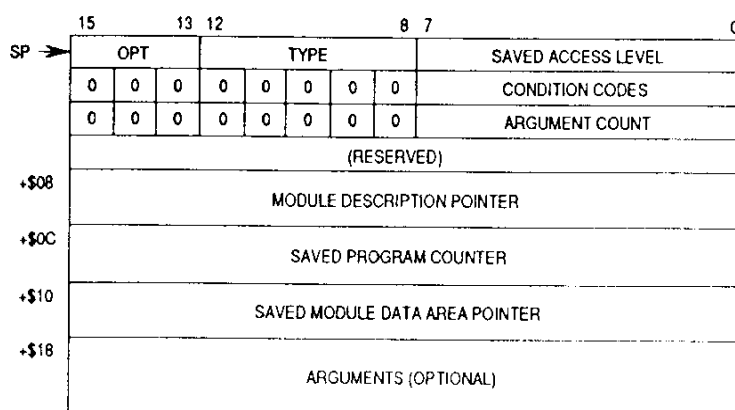 15 13 12 8 7 0
SP OPT TYPE SAVED ACCESS LEVEL
0 0 0 0 0 0 0 0 CONDITION CODES
0 0 0 0 0 0 0 0 ARGUMENT COUNT
(RESERVED)
+$08
MODULE DESCRIPTION POINTER
+$0C
SAVED PROGRAM COUNTER
+$10
SAVED MODULE DATA AREA POINTER
+$18
ARGUMENTS (OPTIONAL)